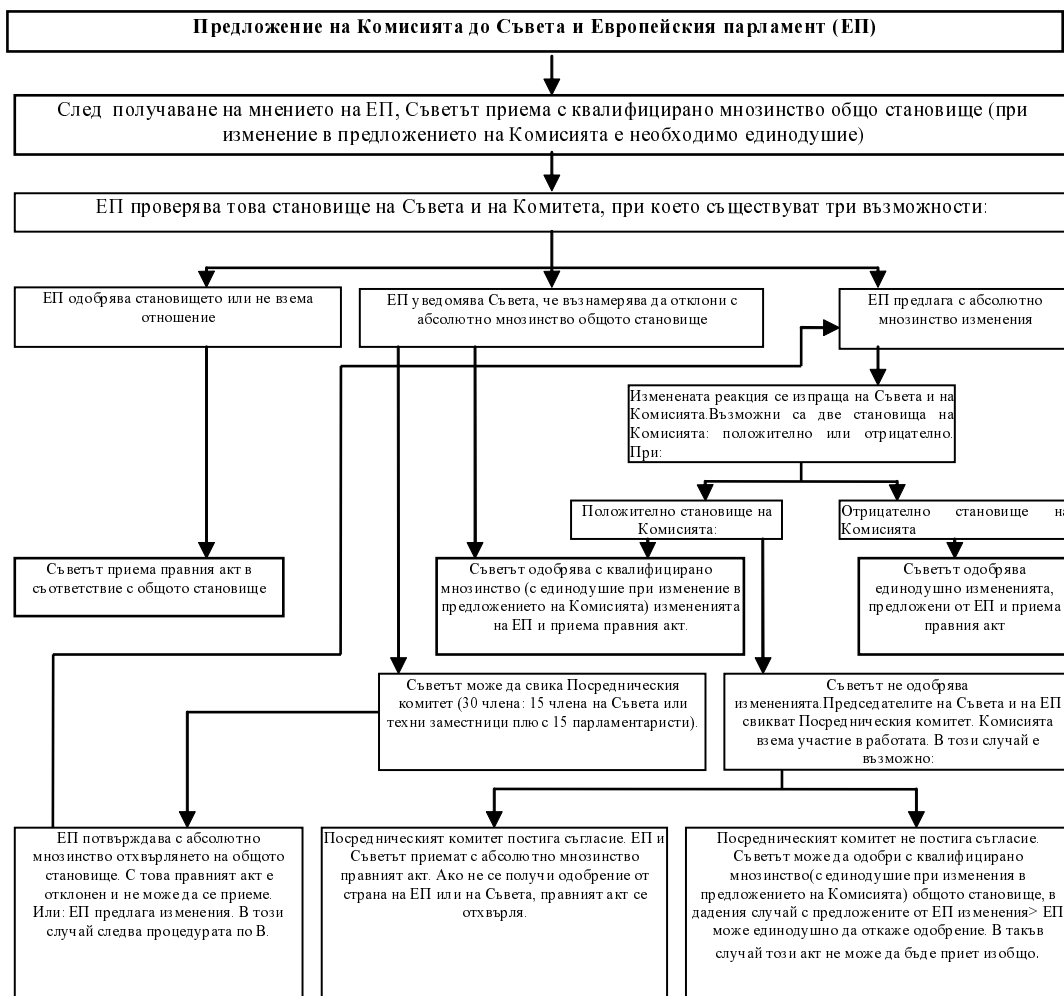 Предложение на Комисията до Съвета и Европейския парламент (ЕП)
След получаване на мнението на ЕП, Съветът приема с квалифицирано мнозинство общо становище (при
изменение в предложението на Комисията е необходимо единодушие)
ЕП проверява това становище на Съвета и на Комитета, при което съществуват три възможности:
ЕП одобрява становището или не взема
отношение
ЕП уведомява Съвета, че възнамерява да отклони с
абсолютно мнозинство общото становище
ЕП предлага с абсолютно
мнозинство изменения
Изменената реакция се изпраща на Съвета и на
Комисията.Възможни са две становища на
Комисията: положително или отрицателно.
При:
Положително становище на
Комисията:
Отрицателно становище на
Комисията
Съветът приема правния акт в
съответствие с общото становище
Съветът одобрява с квалифицирано
мнозинство (с единодушие при изменение в
предложението на Комисията) измененията
на ЕП и приема правния акт.
Съветът одобрява
единодушно измененията,
предложени от ЕП и приема
правния акт
Съветът може да свика Посреднически
комитет (30 члена: 15 члена на Съвета или
техни заместници плюс 15 парламентаристи).
Съветът не одобрява
измененията.Председателите на Съвета и на ЕП
свикват Посреднически комитет. Комисията
взема участие в работата. В този случай е
възможно:
ЕП потвърждава с абсолютно
мнозинство отхвърлянето на общото
становище. С това правният акт е
отклонен и не може да се приеме.
Или: ЕП предлага изменения. В този
случай следва процедурата по В.
Посредническият комитет постига съгласие. ЕП и
Съветът приемат с абсолютно мнозинство
правният акт. Ако не се получи одобрение от
страна на ЕП или на Съвета, правният акт се
отхвърля.
Посредническият комитет не постига съгласие.
Съветът може да одобри с квалифицирано
мнозинство(с единодушие при изменения в
предложението на Комисията) общото становище, в
дадения случай с предложените от ЕП изменения> ЕП
може единодушно да откаже одобрение. В такъв
случай този акт не може да бъде приет изобщо.